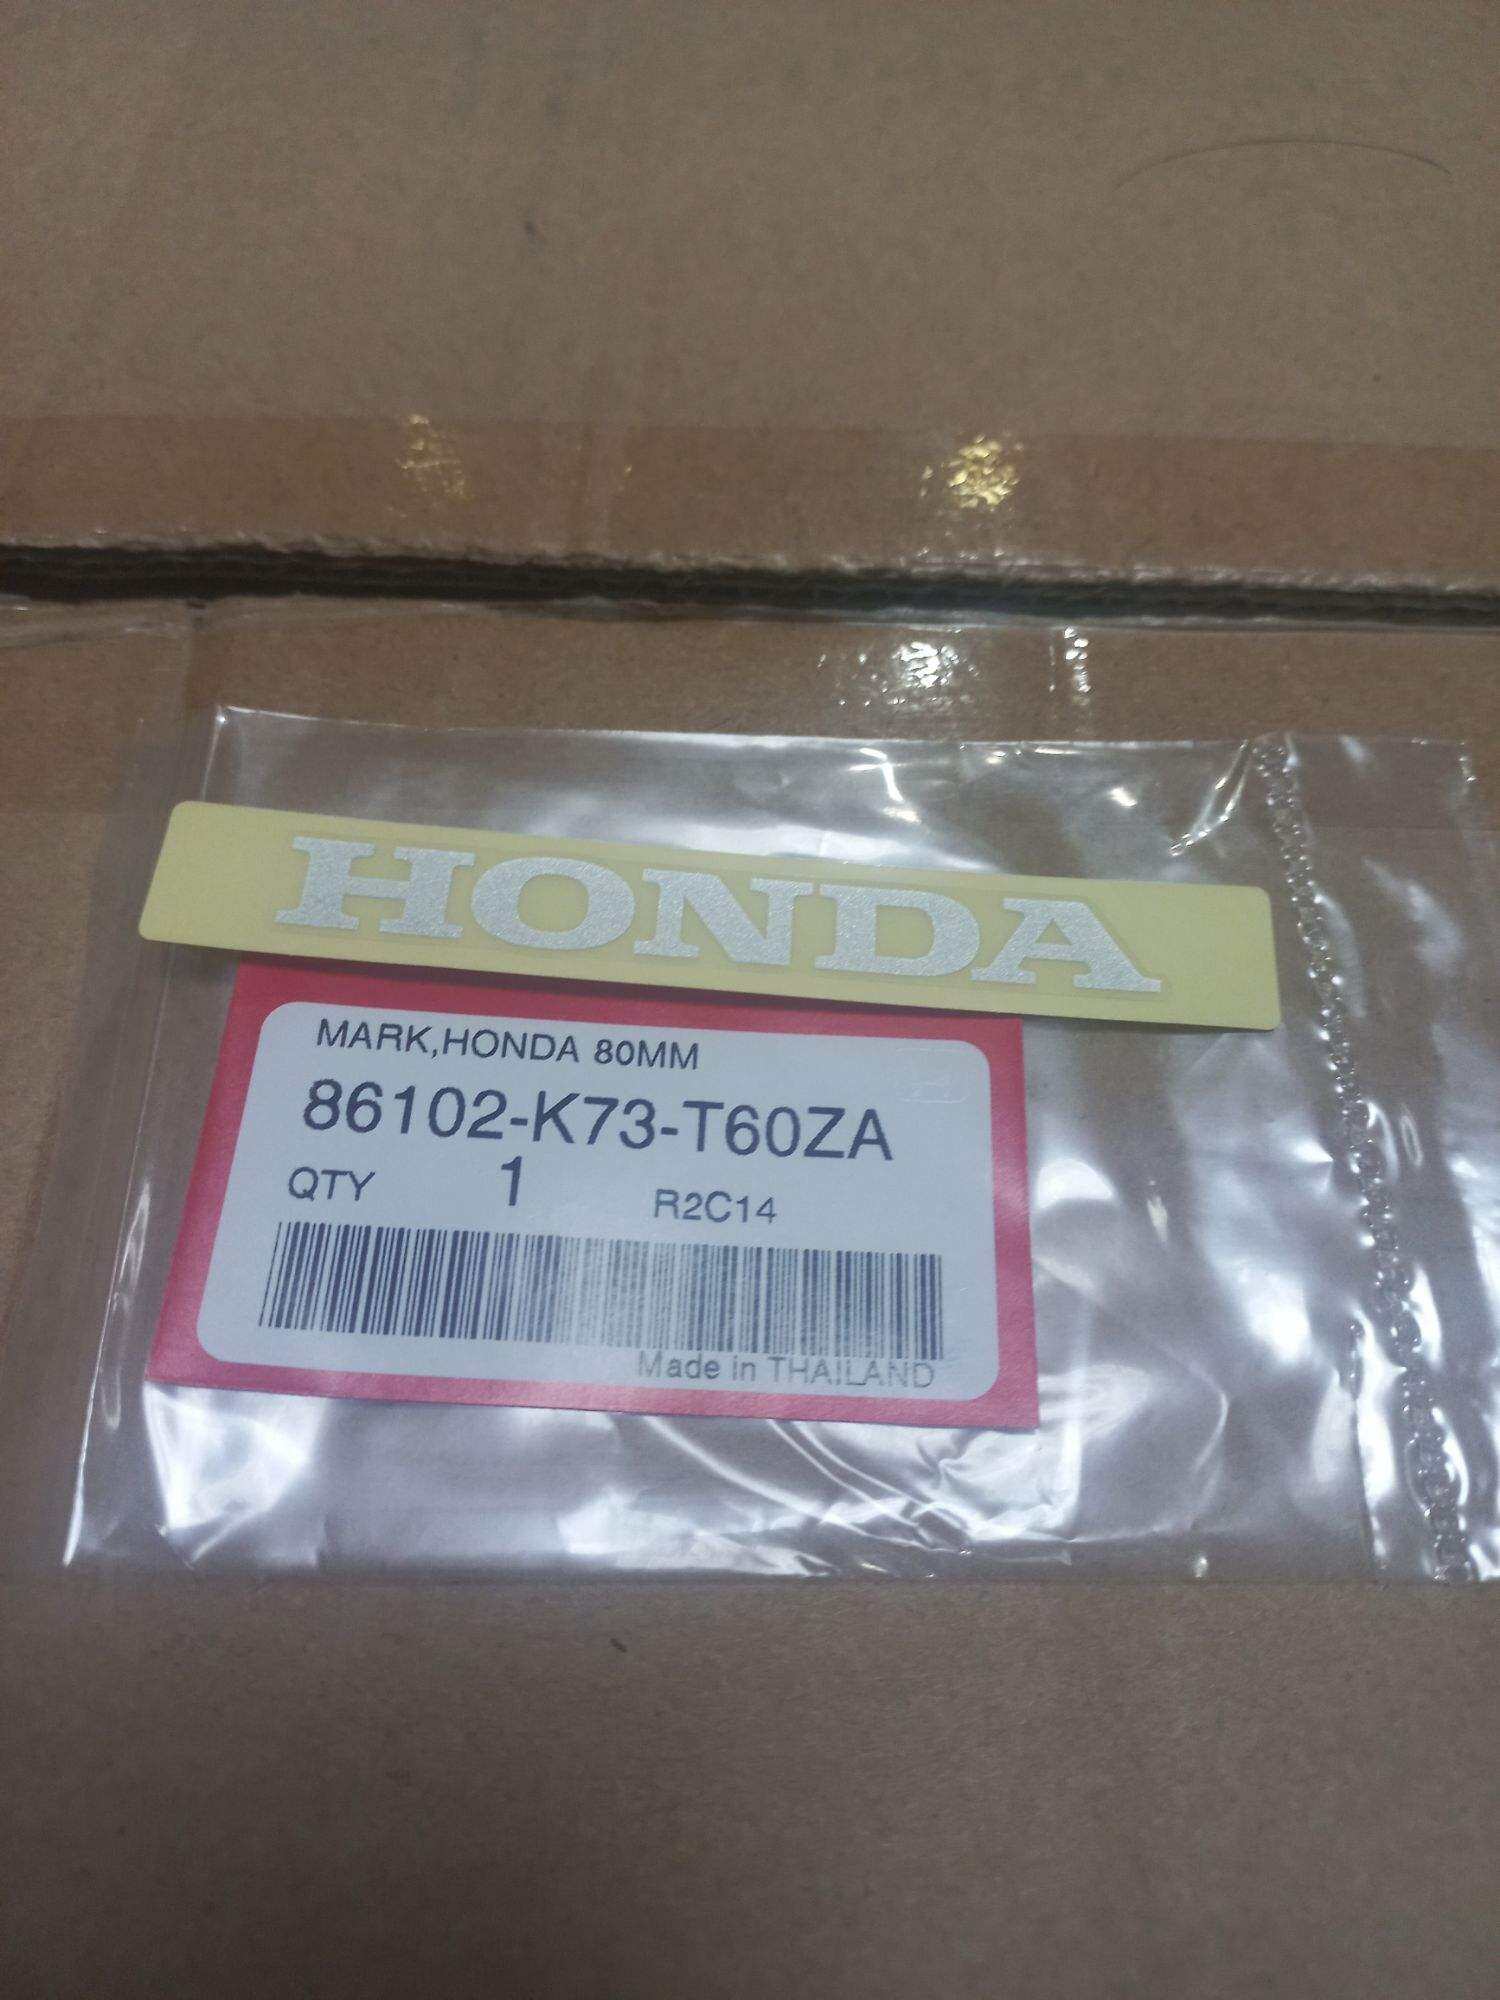 HONDA
MARK,HONDA 80MM
86102-K73-T60ZA
QTY 1 R2C14
Made in THAILAND